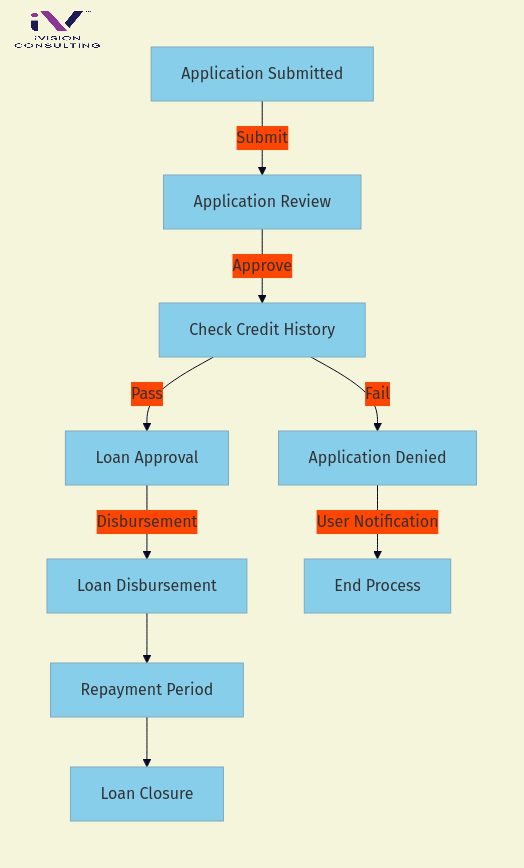 iV
iVISION
CONSULTING
Application Submitted
Submit
Application Review
Approve
Check Credit History
Pass
Fail
Loan Approval
Application Denied
Disbursement
User Notification
Loan Disbursement
End Process
Repayment Period
Loan Closure